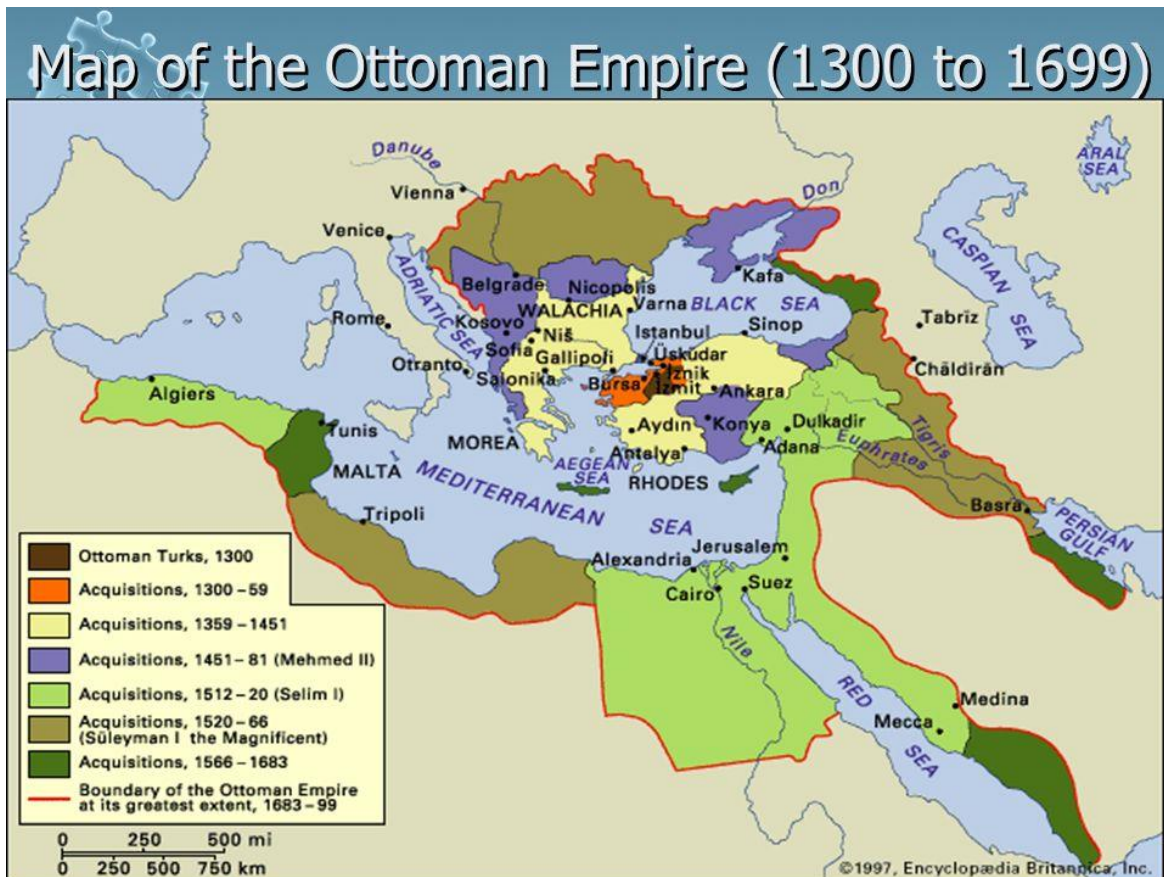 Map of the Ottoman Empire (1300 to 1699)
Danube
Vienna
Venice
ADRIATIC SEA
Rome
Otranto
Belgrade
Nicopolis
WALACHIA
Varna
Kosovo
Niš
Sofia
Gallipoli
Salonika
Istanbul
Üsküdar
İznik
İzmit
Bursa
Ankara
Sinop
BLACK SEA
Kafa
Don
ARAL
SEA
CASPIAN
SEA
Tabrīz
Chāldirān
Algiers
Tunis
MALTA
MOREA
Aydın
Konya
Antalya
AEGEAN
SEA
RHODES
Dulkadir
Adana
Euphrates
Tigris
Basra
PERSIAN
GULF
MEDITERRANEAN SEA
Tripoli
Alexandria
Jerusalem
Cairo
Suez
Nile
RED
SEA
Medina
Mecca
Ottoman Turks, 1300
Acquisitions, 1300–59
Acquisitions, 1359–1451
Acquisitions, 1451–81 (Mehmed II)
Acquisitions, 1512–20 (Selim I)
Acquisitions, 1520–66
(Süleyman I the Magnificent)
Acquisitions, 1566–1683
Boundary of the Ottoman Empire
at its greatest extent, 1683–99
0 250 500 mi
0 250 500 750 km
©1997, Encyclopædia Britannica, Inc.